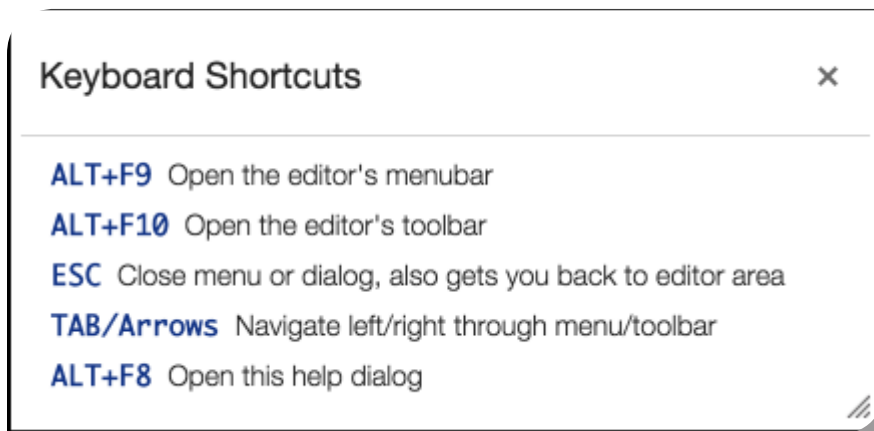 Keyboard Shortcuts ×
ALT+F9 Open the editor's menubar
ALT+F10 Open the editor's toolbar
ESC Close menu or dialog, also gets you back to editor area
TAB/Arrows Navigate left/right through menu/toolbar
ALT+F8 Open this help dialog